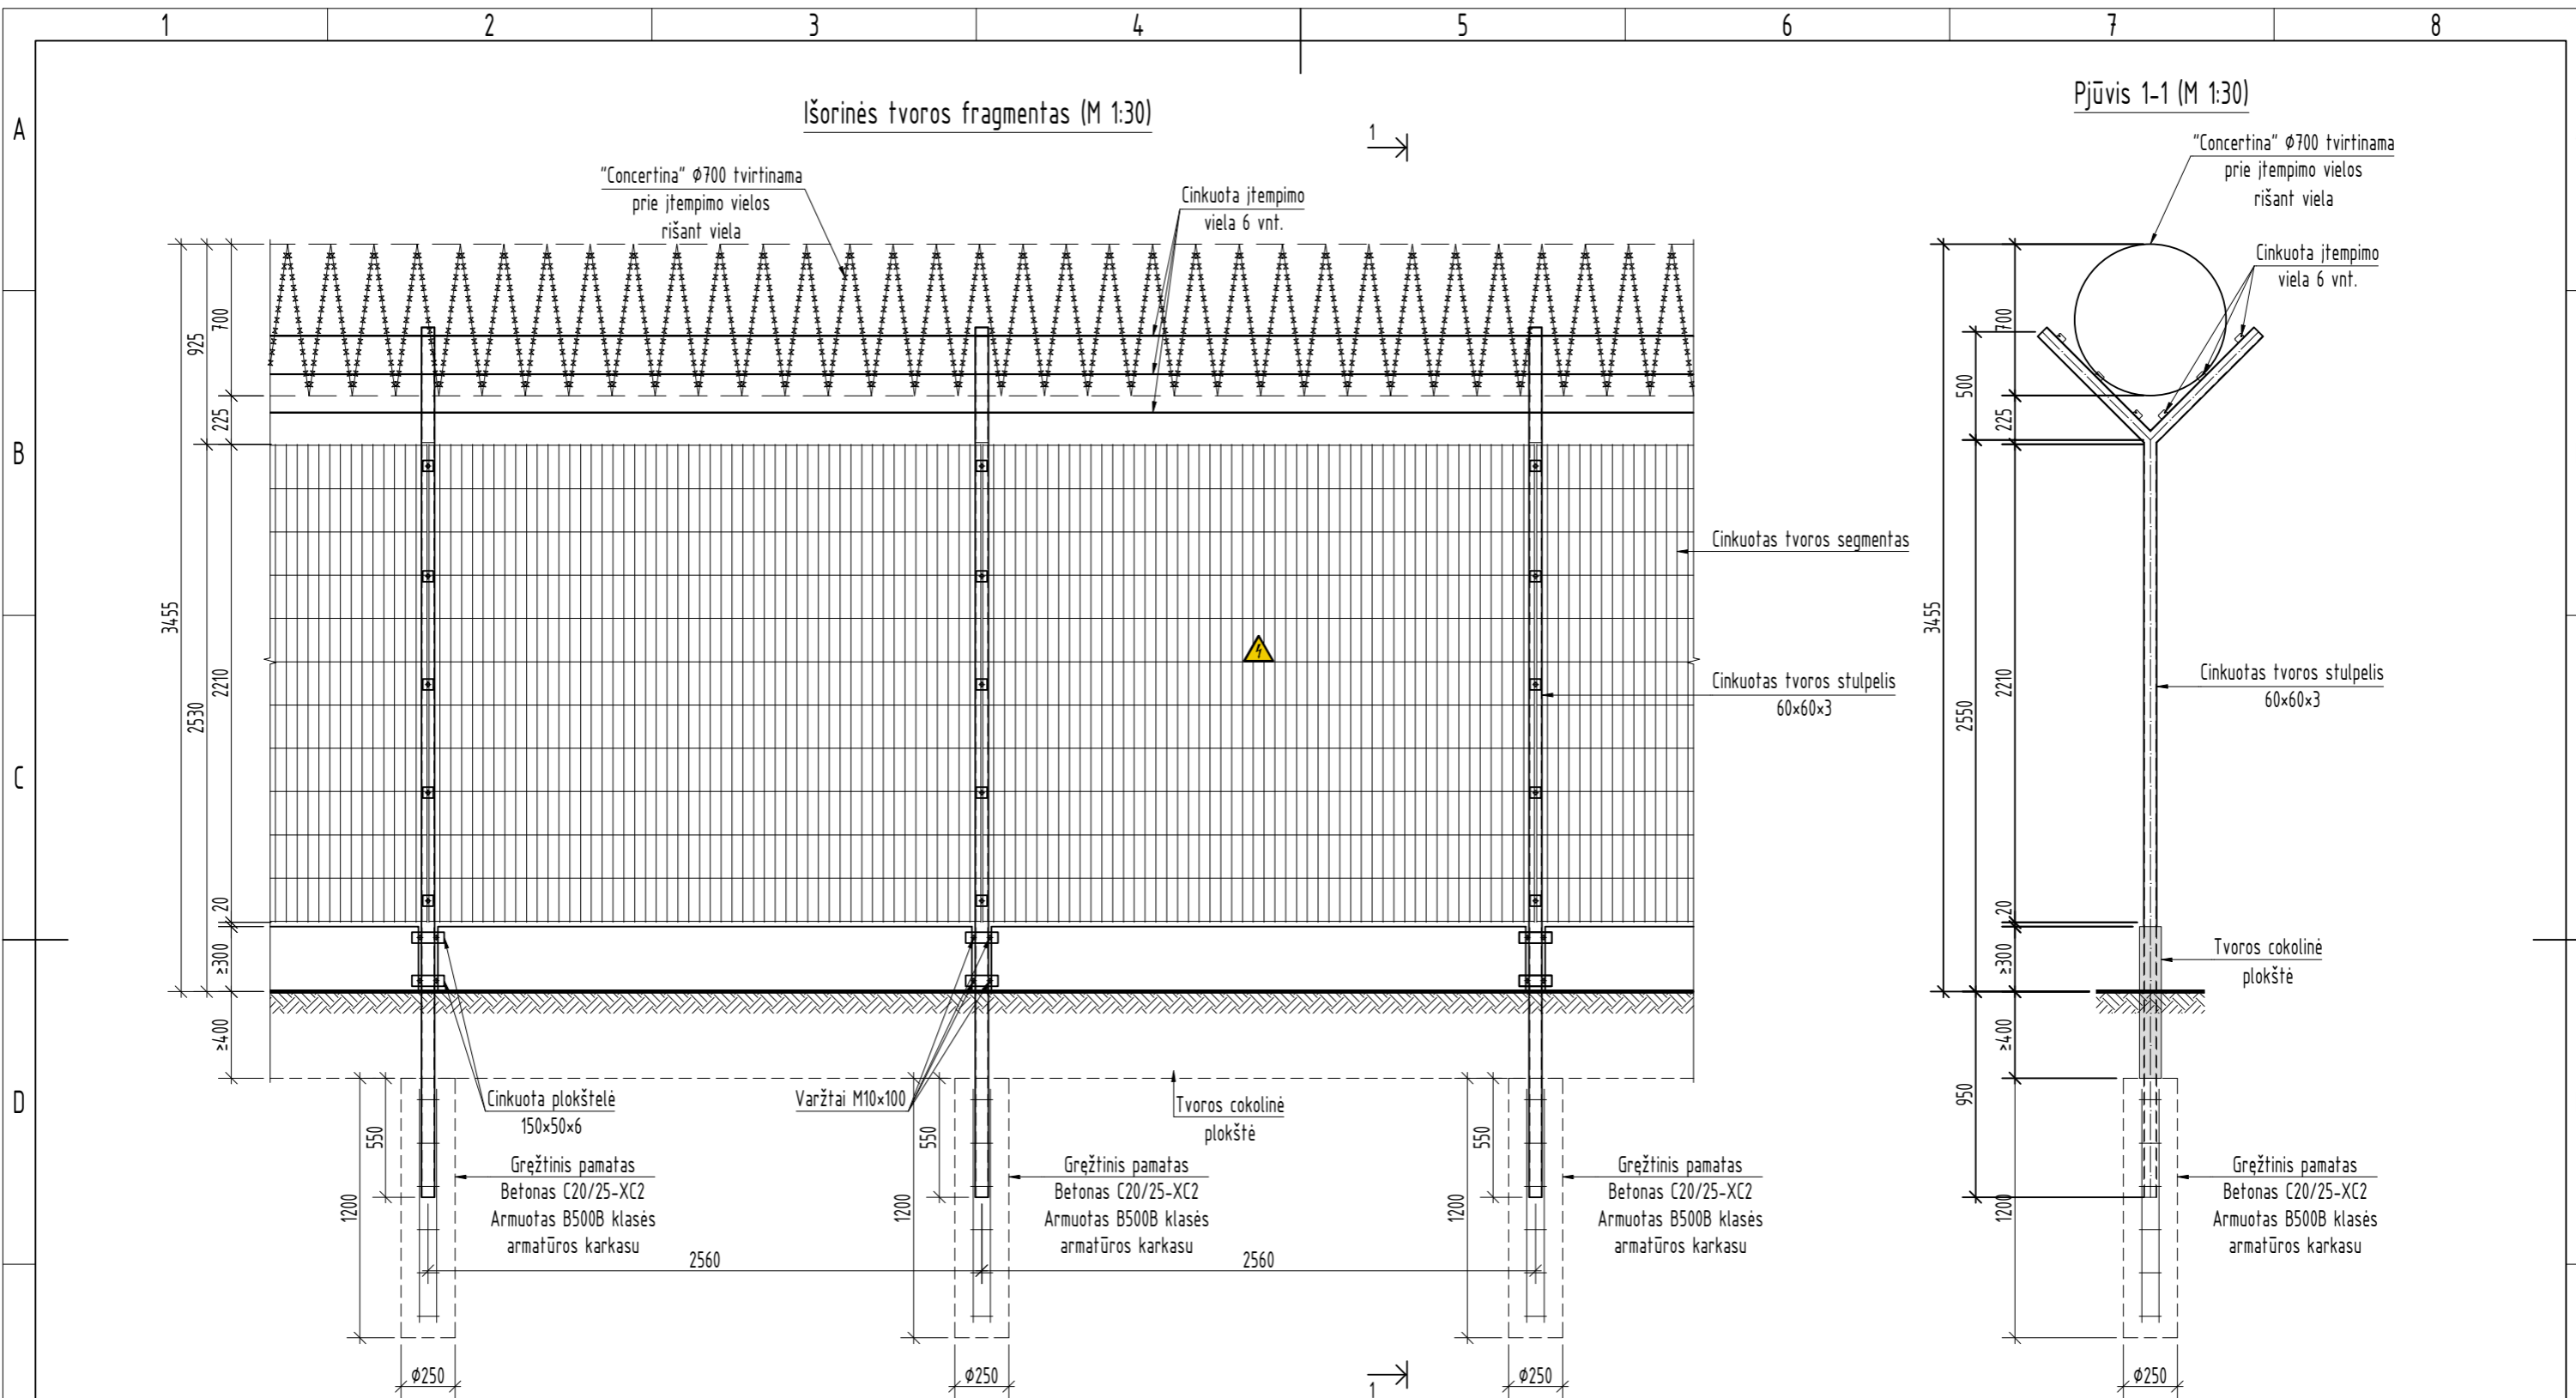 1 2 3 4 5 6 7 8
A
B
C
D
Išorinės tvoros fragmentas (M 1:30)
1
"Concertina" ϕ700 tvirtinama
prie įtempimo vielos
rišant viela
Cinkuota įtempimo
viela 6 vnt.
3455
925
2530
700
225
2210
20
≥300
≥400
Cinkuotas tvoros segmentas
Cinkuotas tvoros stulpelis
60×60×3
Cinkuota plokštelė
150×50×6
Varžtai M10×100
Tvoros cokolinė
plokštė
550
1200
Gręžtinis pamatas
Betonas C20/25-XC2
Armuotas B500B klasės
armatūros karkasu
550
1200
Gręžtinis pamatas
Betonas C20/25-XC2
Armuotas B500B klasės
armatūros karkasu
550
1200
Gręžtinis pamatas
Betonas C20/25-XC2
Armuotas B500B klasės
armatūros karkasu
2560
2560
ϕ250
ϕ250
ϕ250
1
Pjūvis 1-1 (M 1:30)
"Concertina" ϕ700 tvirtinama
prie įtempimo vielos
rišant viela
Cinkuota įtempimo
viela 6 vnt.
3455
500
2550
950
700
225
2210
20
≥300
≥400
1200
Cinkuotas tvoros stulpelis
60×60×3
Tvoros cokolinė
plokštė
Gręžtinis pamatas
Betonas C20/25-XC2
Armuotas B500B klasės
armatūros karkasu
ϕ250